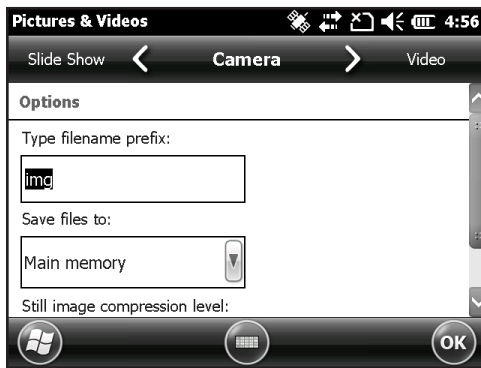 Pictures & Videos 4:56
Slide Show Camera Video
Options
Type filename prefix:
img
Save files to:
Main memory
Still image compression level:
OK